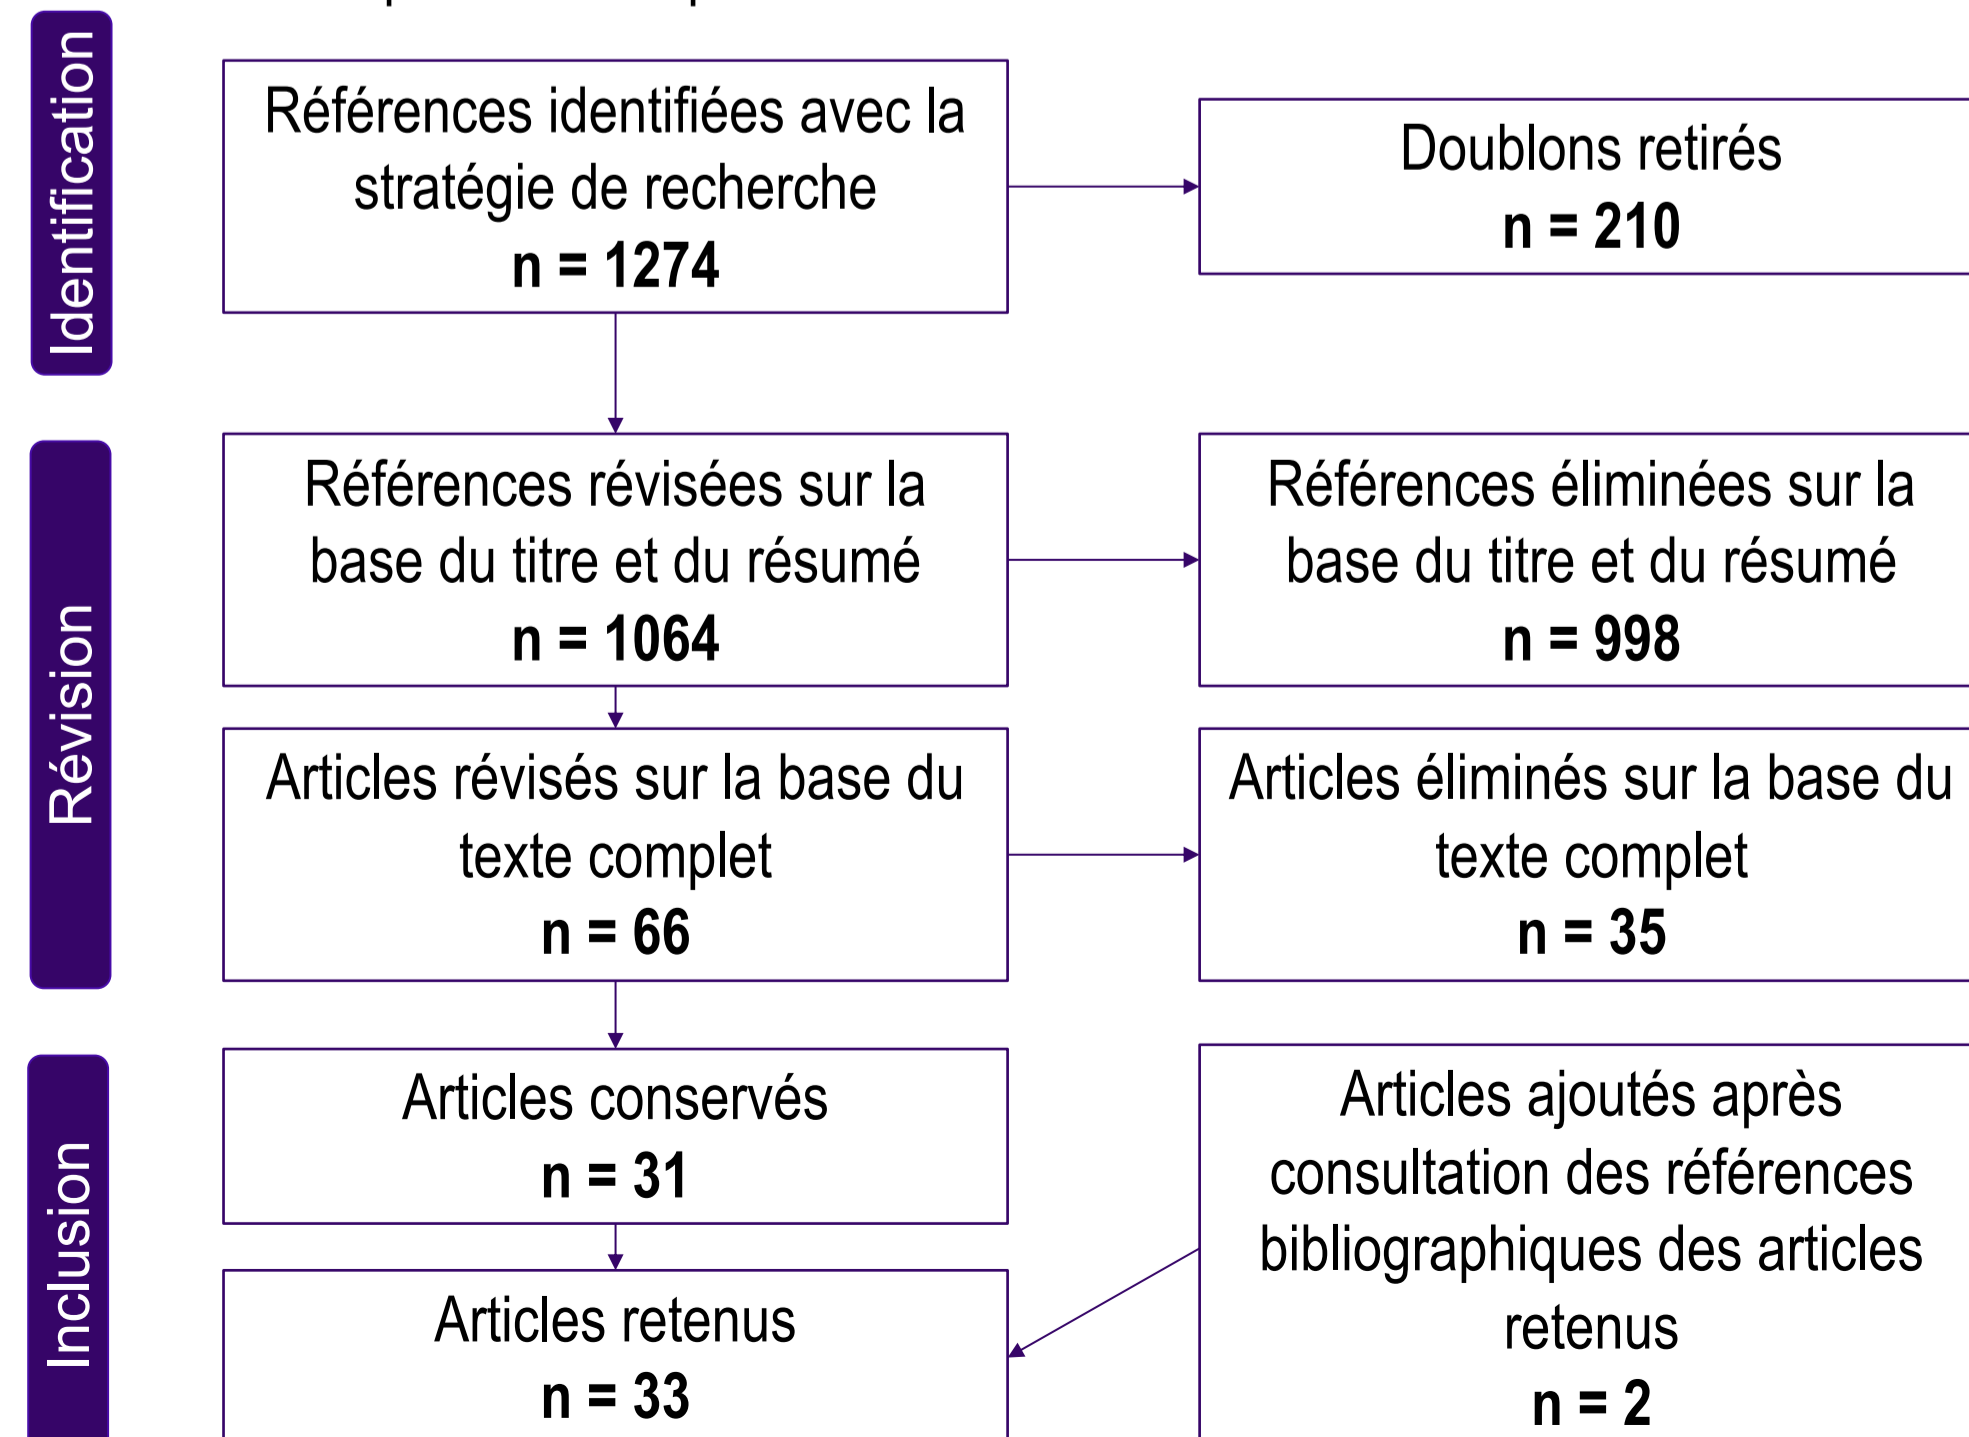 Identification
Références identifiées avec la
stratégie de recherche
n = 1274
Doublons retirés
n = 210
Révision
Références révisées sur la
base du titre et du résumé
n = 1064
Références éliminées sur la
base du titre et du résumé
n = 998
Articles révisés sur la base du
texte complet
n = 66
Articles éliminés sur la base du
texte complet
n = 35
Inclusion
Articles conservés
n = 31
Articles ajoutés après
consultation des références
bibliographiques des articles
retenus
n = 2
Articles retenus
n = 33